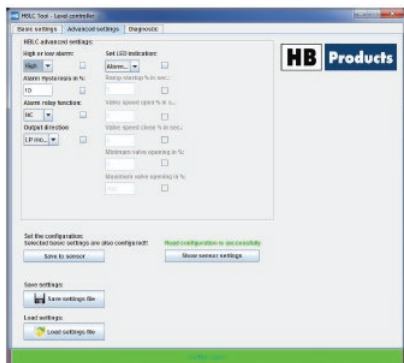 HBLC Tool - Level controller
Basic settings Advanced settings Diagnostic
HBLC advanced settings:
High or low alarm: Set LED indication:
High Alarm...
Alarm Hysteresis in %: Ramp startup % in sec.:
10
Alarm relay function: Valve speed open % in s...
NC
Output direction Valve speed close % in sec.:
LP mo...
Minimum valve opening in %:
Maximum valve opening in %:
HB Products
Set the configuration:
Selected basic settings are also configured! Read configuration is successfully
Save to sensor Show sensor settings
Save settings:
Save settings file
Load settings:
Load settings file